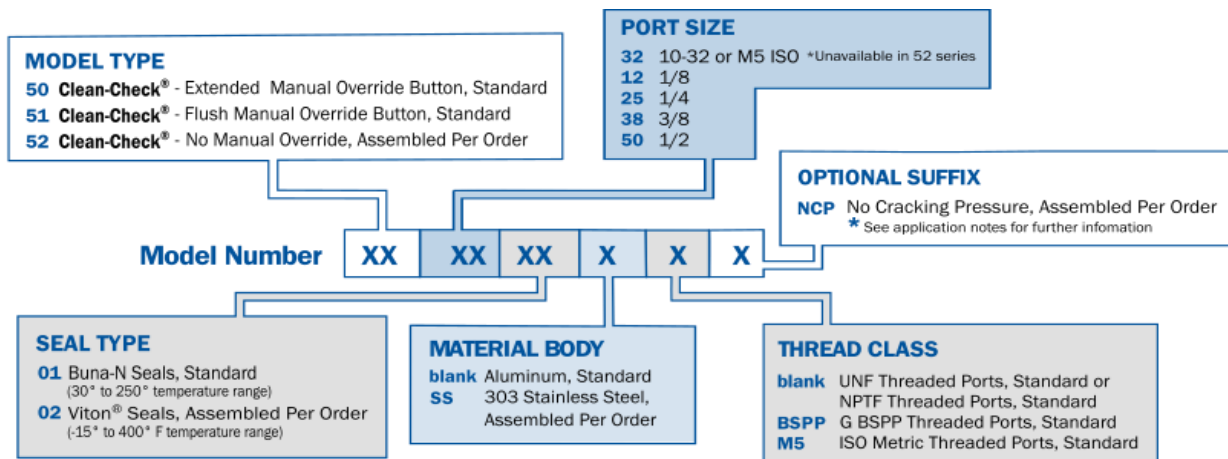 MODEL TYPE
50 Clean-Check® - Extended Manual Override Button, Standard
51 Clean-Check® - Flush Manual Override Button, Standard
52 Clean-Check® - No Manual Override, Assembled Per Order
PORT SIZE
32 10-32 or M5 ISO *Unavailable in 52 series
12 1/8
25 1/4
38 3/8
50 1/2
OPTIONAL SUFFIX
NCP No Cracking Pressure, Assembled Per Order
* See application notes for further infomation
Model Number XX XX XX X X X
SEAL TYPE
01 Buna-N Seals, Standard
(30° to 250° temperature range)
02 Viton® Seals, Assembled Per Order
(-15° to 400° F temperature range)
MATERIAL BODY
blank Aluminum, Standard
SS 303 Stainless Steel,
Assembled Per Order
THREAD CLASS
blank UNF Threaded Ports, Standard or
NPTF Threaded Ports, Standard
BSPP G BSPP Threaded Ports, Standard
M5 ISO Metric Threaded Ports, Standard